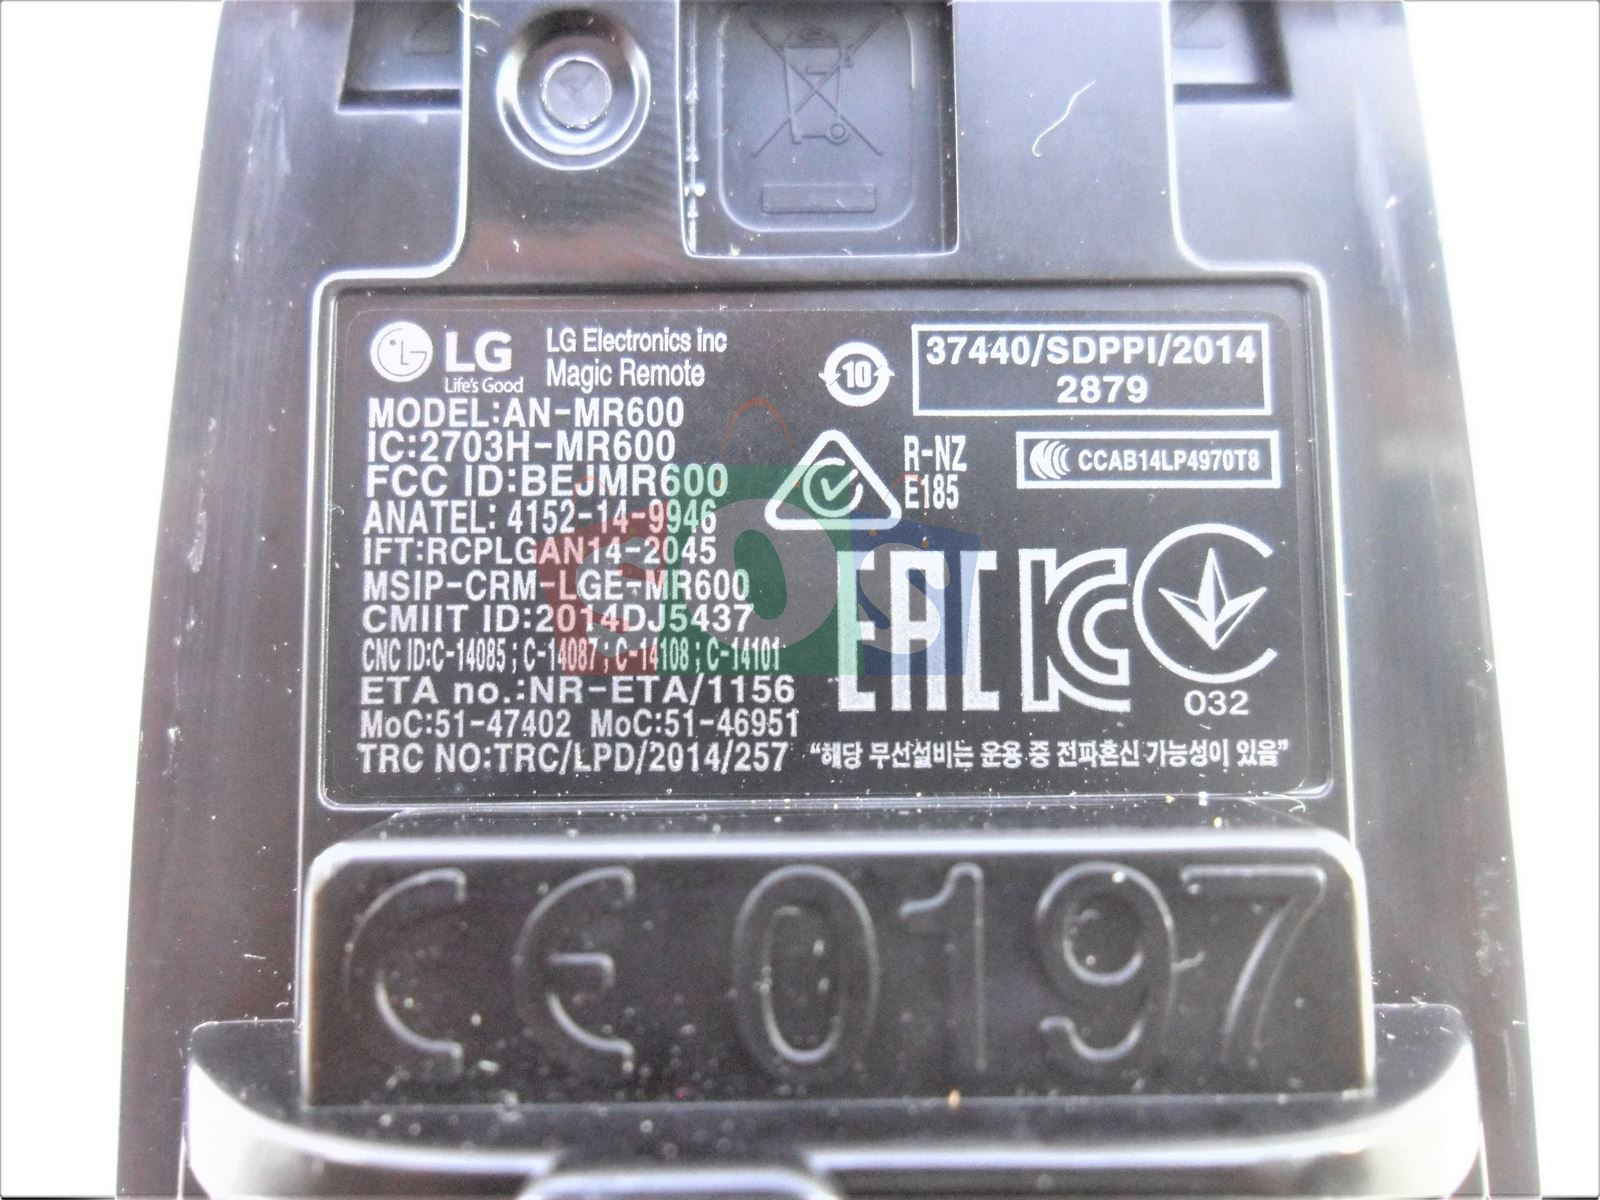 LG
Life's Good
LG Electronics inc
Magic Remote
MODEL:AN-MR600
IC:2703H-MR600
FCC ID:BEJMR600
ANATEL: 4152-14-9946
IFT:RCPLGAN14-2045
MSIP-CRM-LGE-MR600
CMIIT ID:2014DJ5437
CNC ID:C-14085 ; C-14087 ; C-14108 ; C-14101
ETA no.:NR-ETA/1156
MoC:51-47402 MoC:51-46951
TRC NO:TRC/LPD/2014/257
10
37440/SDPPI/2014
2879
R-NZ
E185
CCAB14LP4970T8
EAC
KC
032
“해당 무선설비는 운용 중 전파혼신 가능성이 있음”
CE 0197
eOSJ